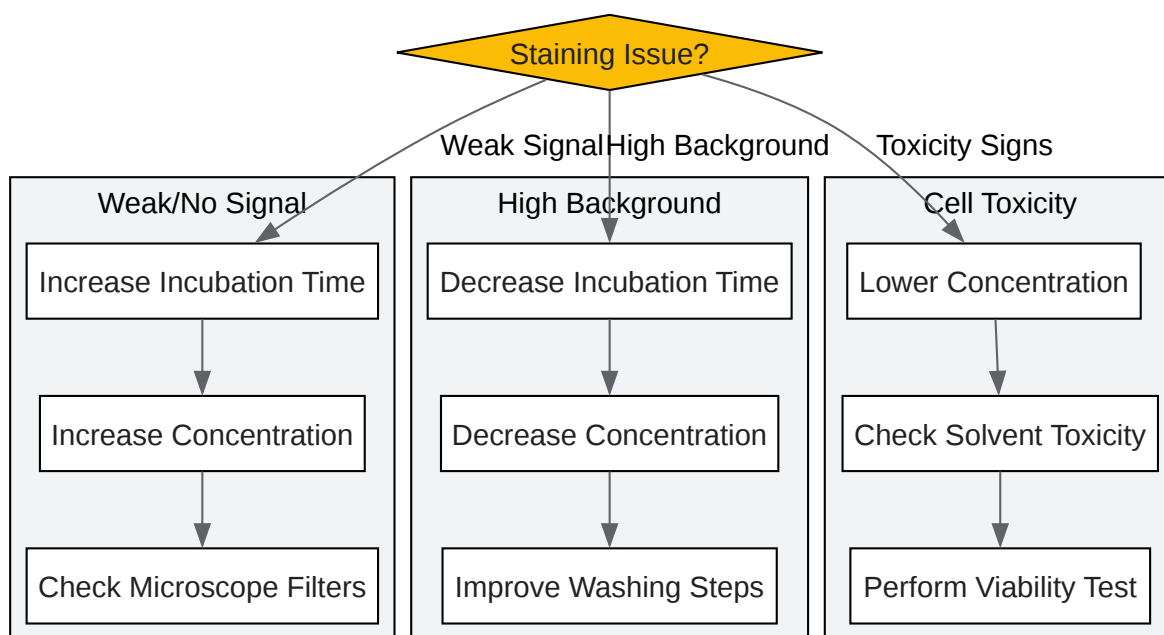 Staining Issue?
Weak Signal
High Background
Toxicity Signs
Weak/No Signal
High Background
Cell Toxicity
Increase Incubation Time
Decrease Incubation Time
Lower Concentration
Increase Concentration
Decrease Concentration
Check Solvent Toxicity
Check Microscope Filters
Improve Washing Steps
Perform Viability Test